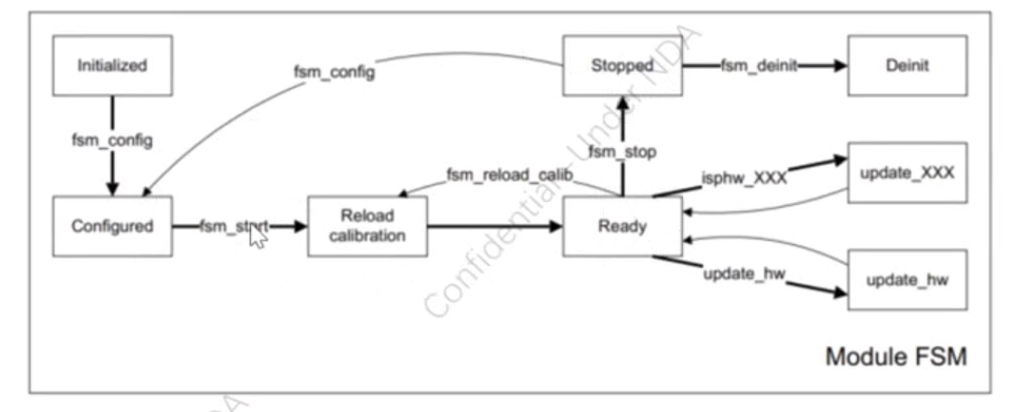 Initialized
fsm_config
Stopped
fsm_deinit
Deinit
fsm_config
fsm_stop
fsm_reload_calib
isphw_XXX
update_XXX
Configured
fsm_start
Reload
calibration
Ready
update_hw
update_hw
Module FSM
Confidential-Under NDA
DA